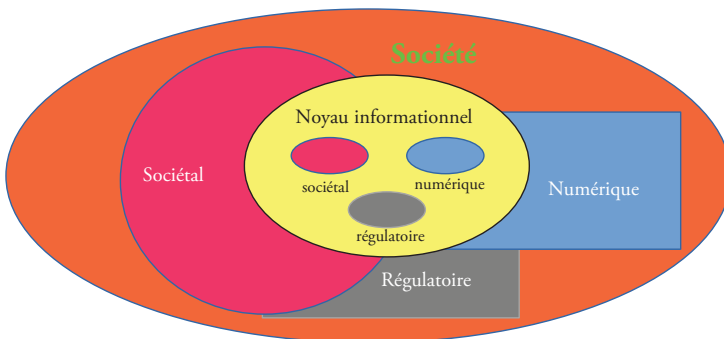 Société
Noyau informationnel
Sociétal
sociétal
numérique
Numérique
régulatoire
Régulatoire